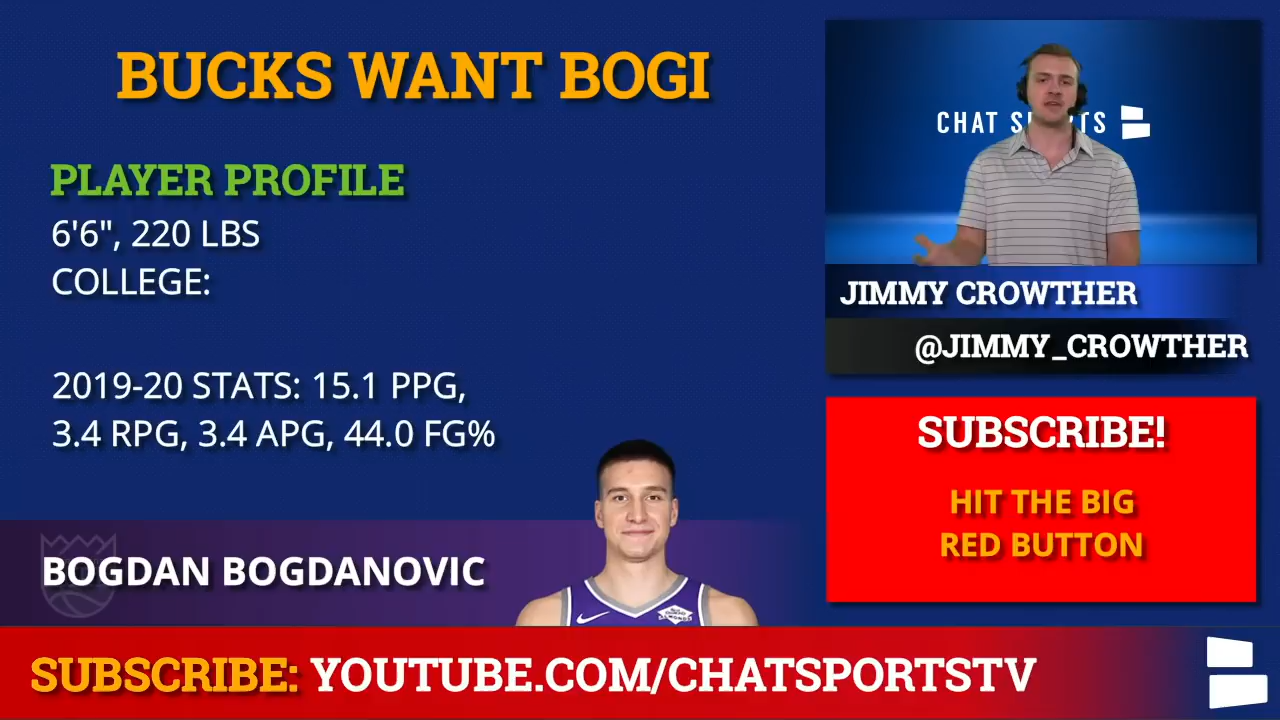 BUCKS WANT BOGI
PLAYER PROFILE
6'6", 220 LBS
COLLEGE:
2019-20 STATS: 15.1 PPG,
3.4 RPG, 3.4 APG, 44.0 FG%
BOGDAN BOGDANOVIC
CHAT
JIMMY CROWTHER
@JIMMY_CROWTHER
SUBSCRIBE!
HIT THE BIG
RED BUTTON
SUBSCRIBE: YOUTUBE.COM/CHATSPORTSTV